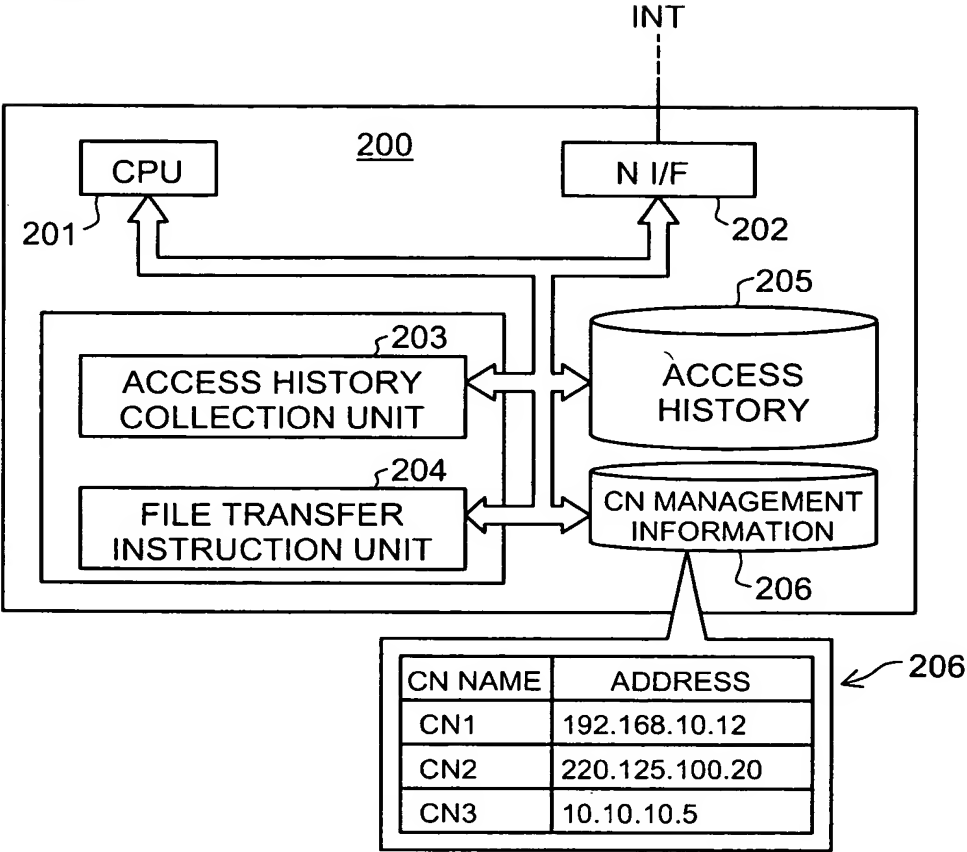 INT
200
CPU
N I/F
201
202
205
203
ACCESS HISTORY
COLLECTION UNIT
ACCESS
HISTORY
204
FILE TRANSFER
INSTRUCTION UNIT
CN MANAGEMENT
INFORMATION
206
206
CN NAME ADDRESS
CN1 192.168.10.12
CN2 220.125.100.20
CN3 10.10.10.5